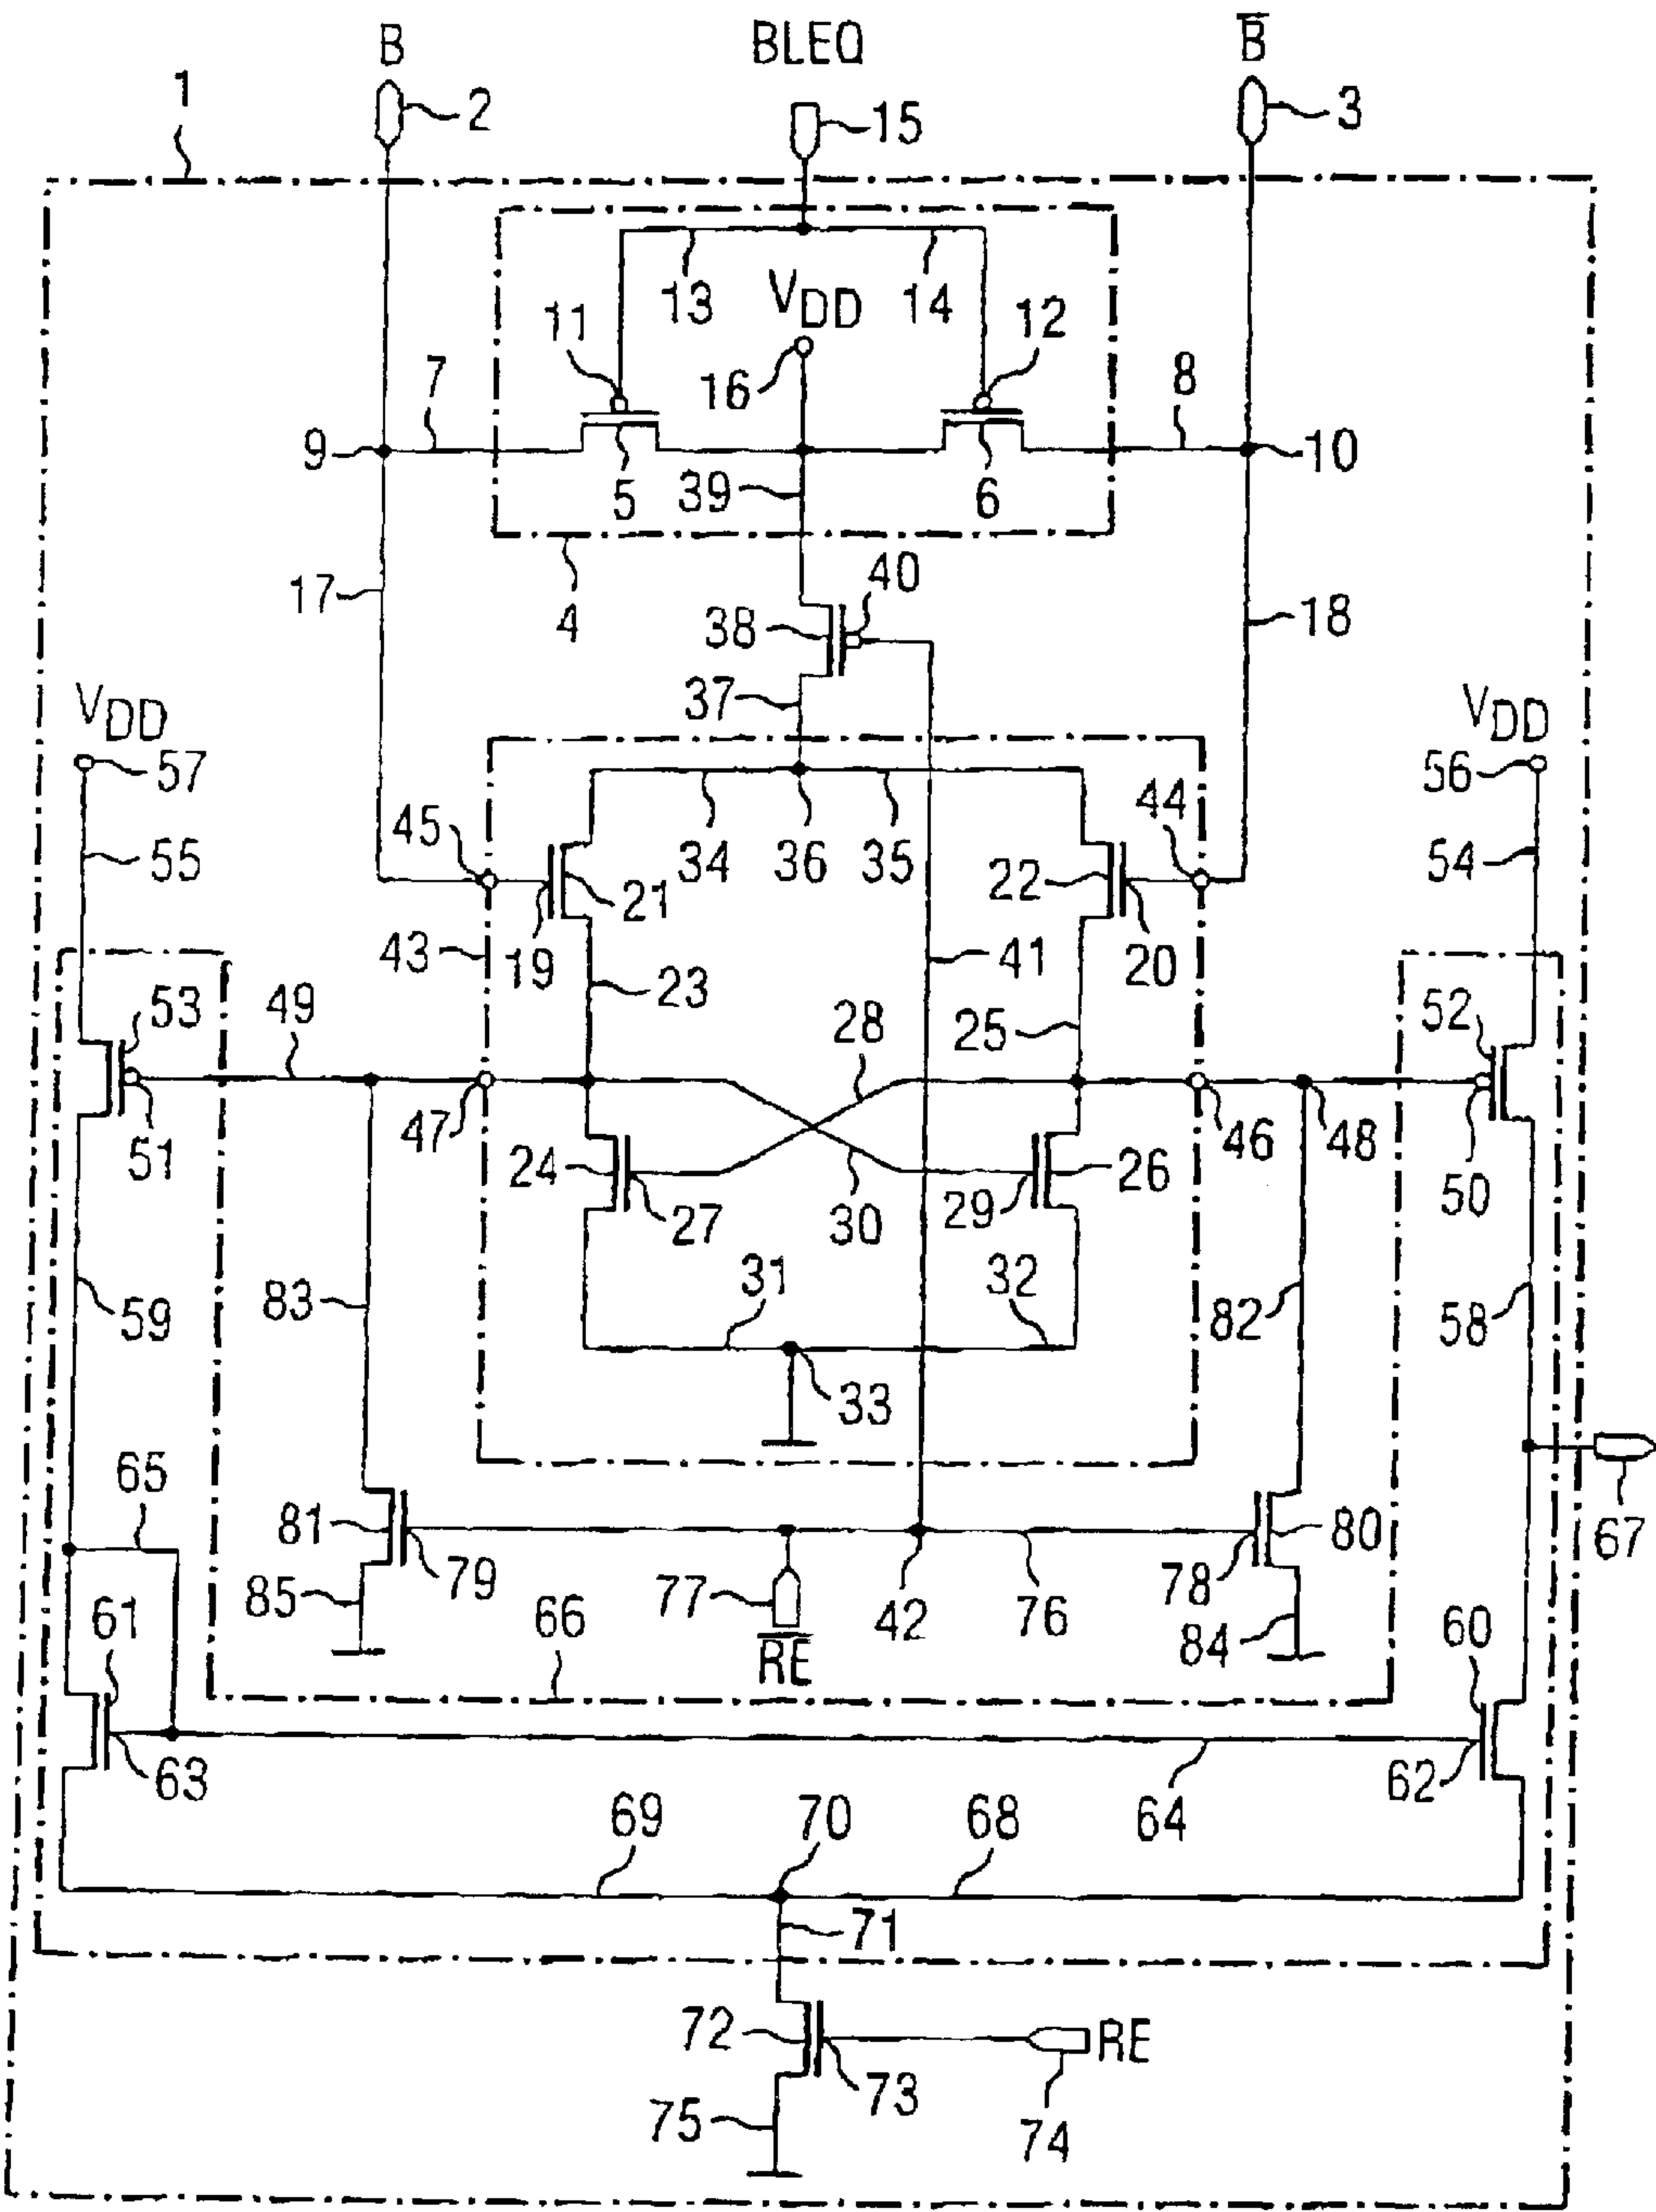 B BLEQ B̅
1 2 15 3
13 VDD 14
11 12
7 16 8
9 5 39 6 10
40
17 4 38 18
37
VDD VDD
57 45 44 56
55 34 36 35 54
21 22
43 19 23 41 20
53 49 28 25 52
51 47 24 27 30 29 26 46 48 50
59 83 31 32 82 58
33
65
81 79 80 67
85 77 42 76 78
61 66 R̅E̅ 84 60
63 62
69 70 68 64
71
72 RE
75 73 74